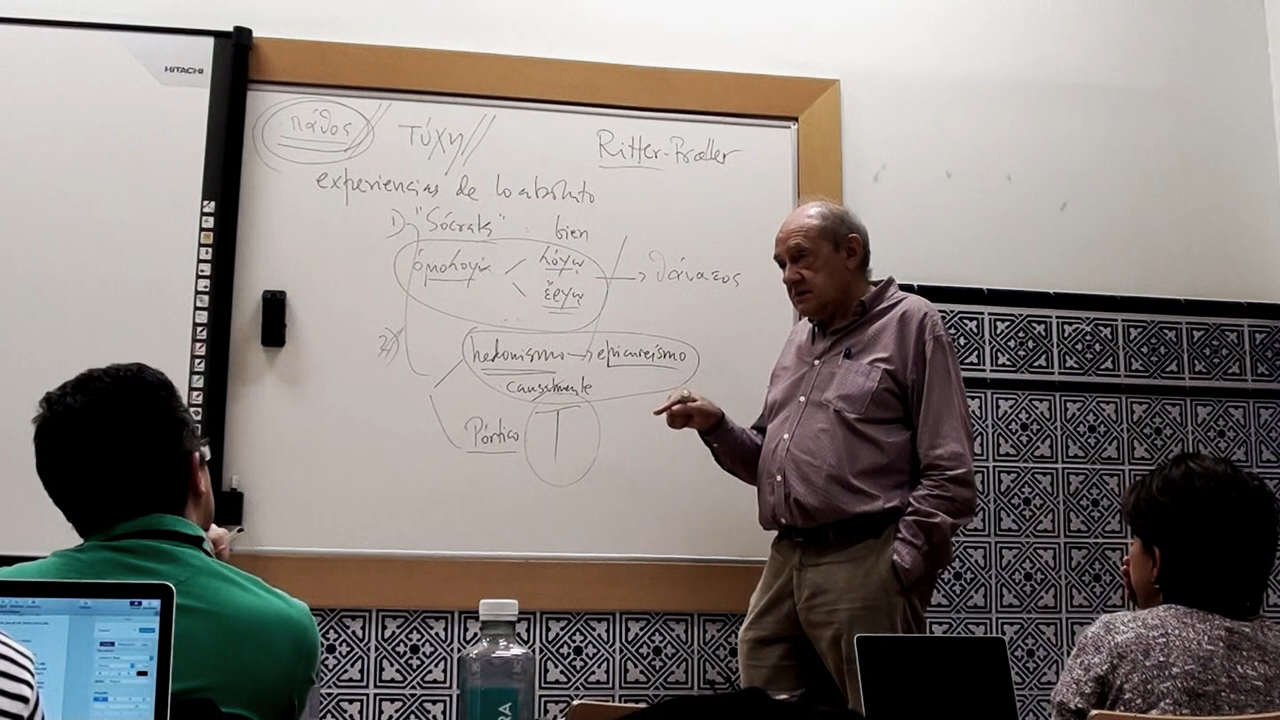 HITACHI
πάθος τύχη Ritter-Preller
experiencias de lo absoluto
1) "Sócrates" : bien
ὁμολογία λόγῳ → θάνατος
ἔργῳ
2) hedonismo → epicureísmo
Pórtico